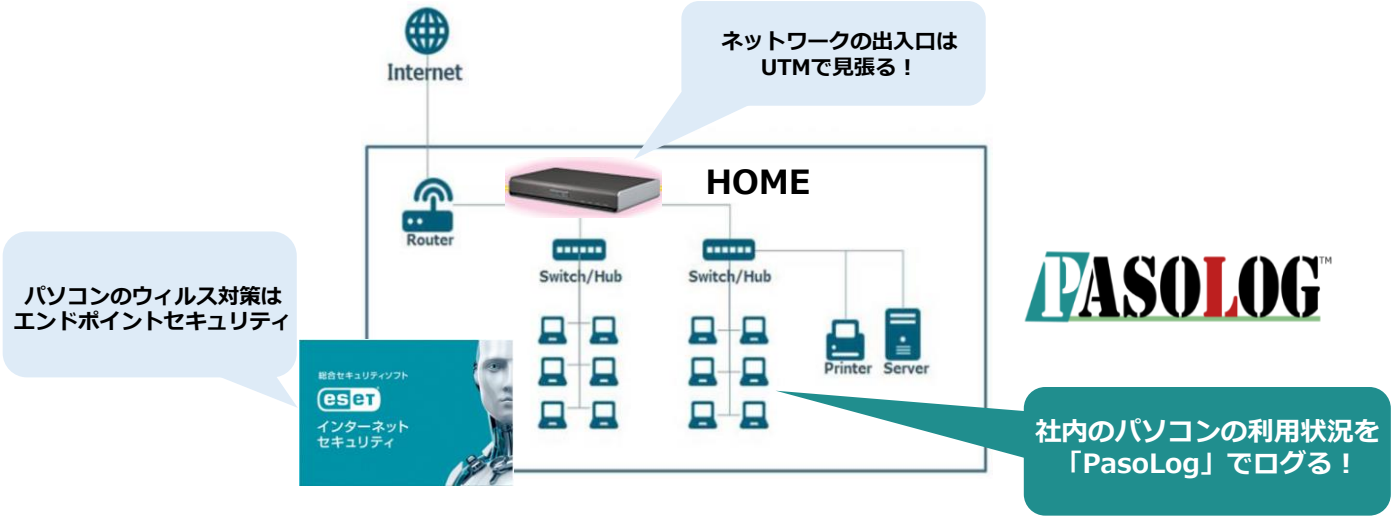 ネットワークの出入口は
UTMで見張る！
Internet
HOME
Router
Switch/Hub
Switch/Hub
パソコンのウィルス対策は
エンドポイントセキュリティ
PASOLOG™
総合セキュリティソフト
eset
インターネット
セキュリティ
Printer
Server
社内のパソコンの利用状況を
「PasoLog」でログる！